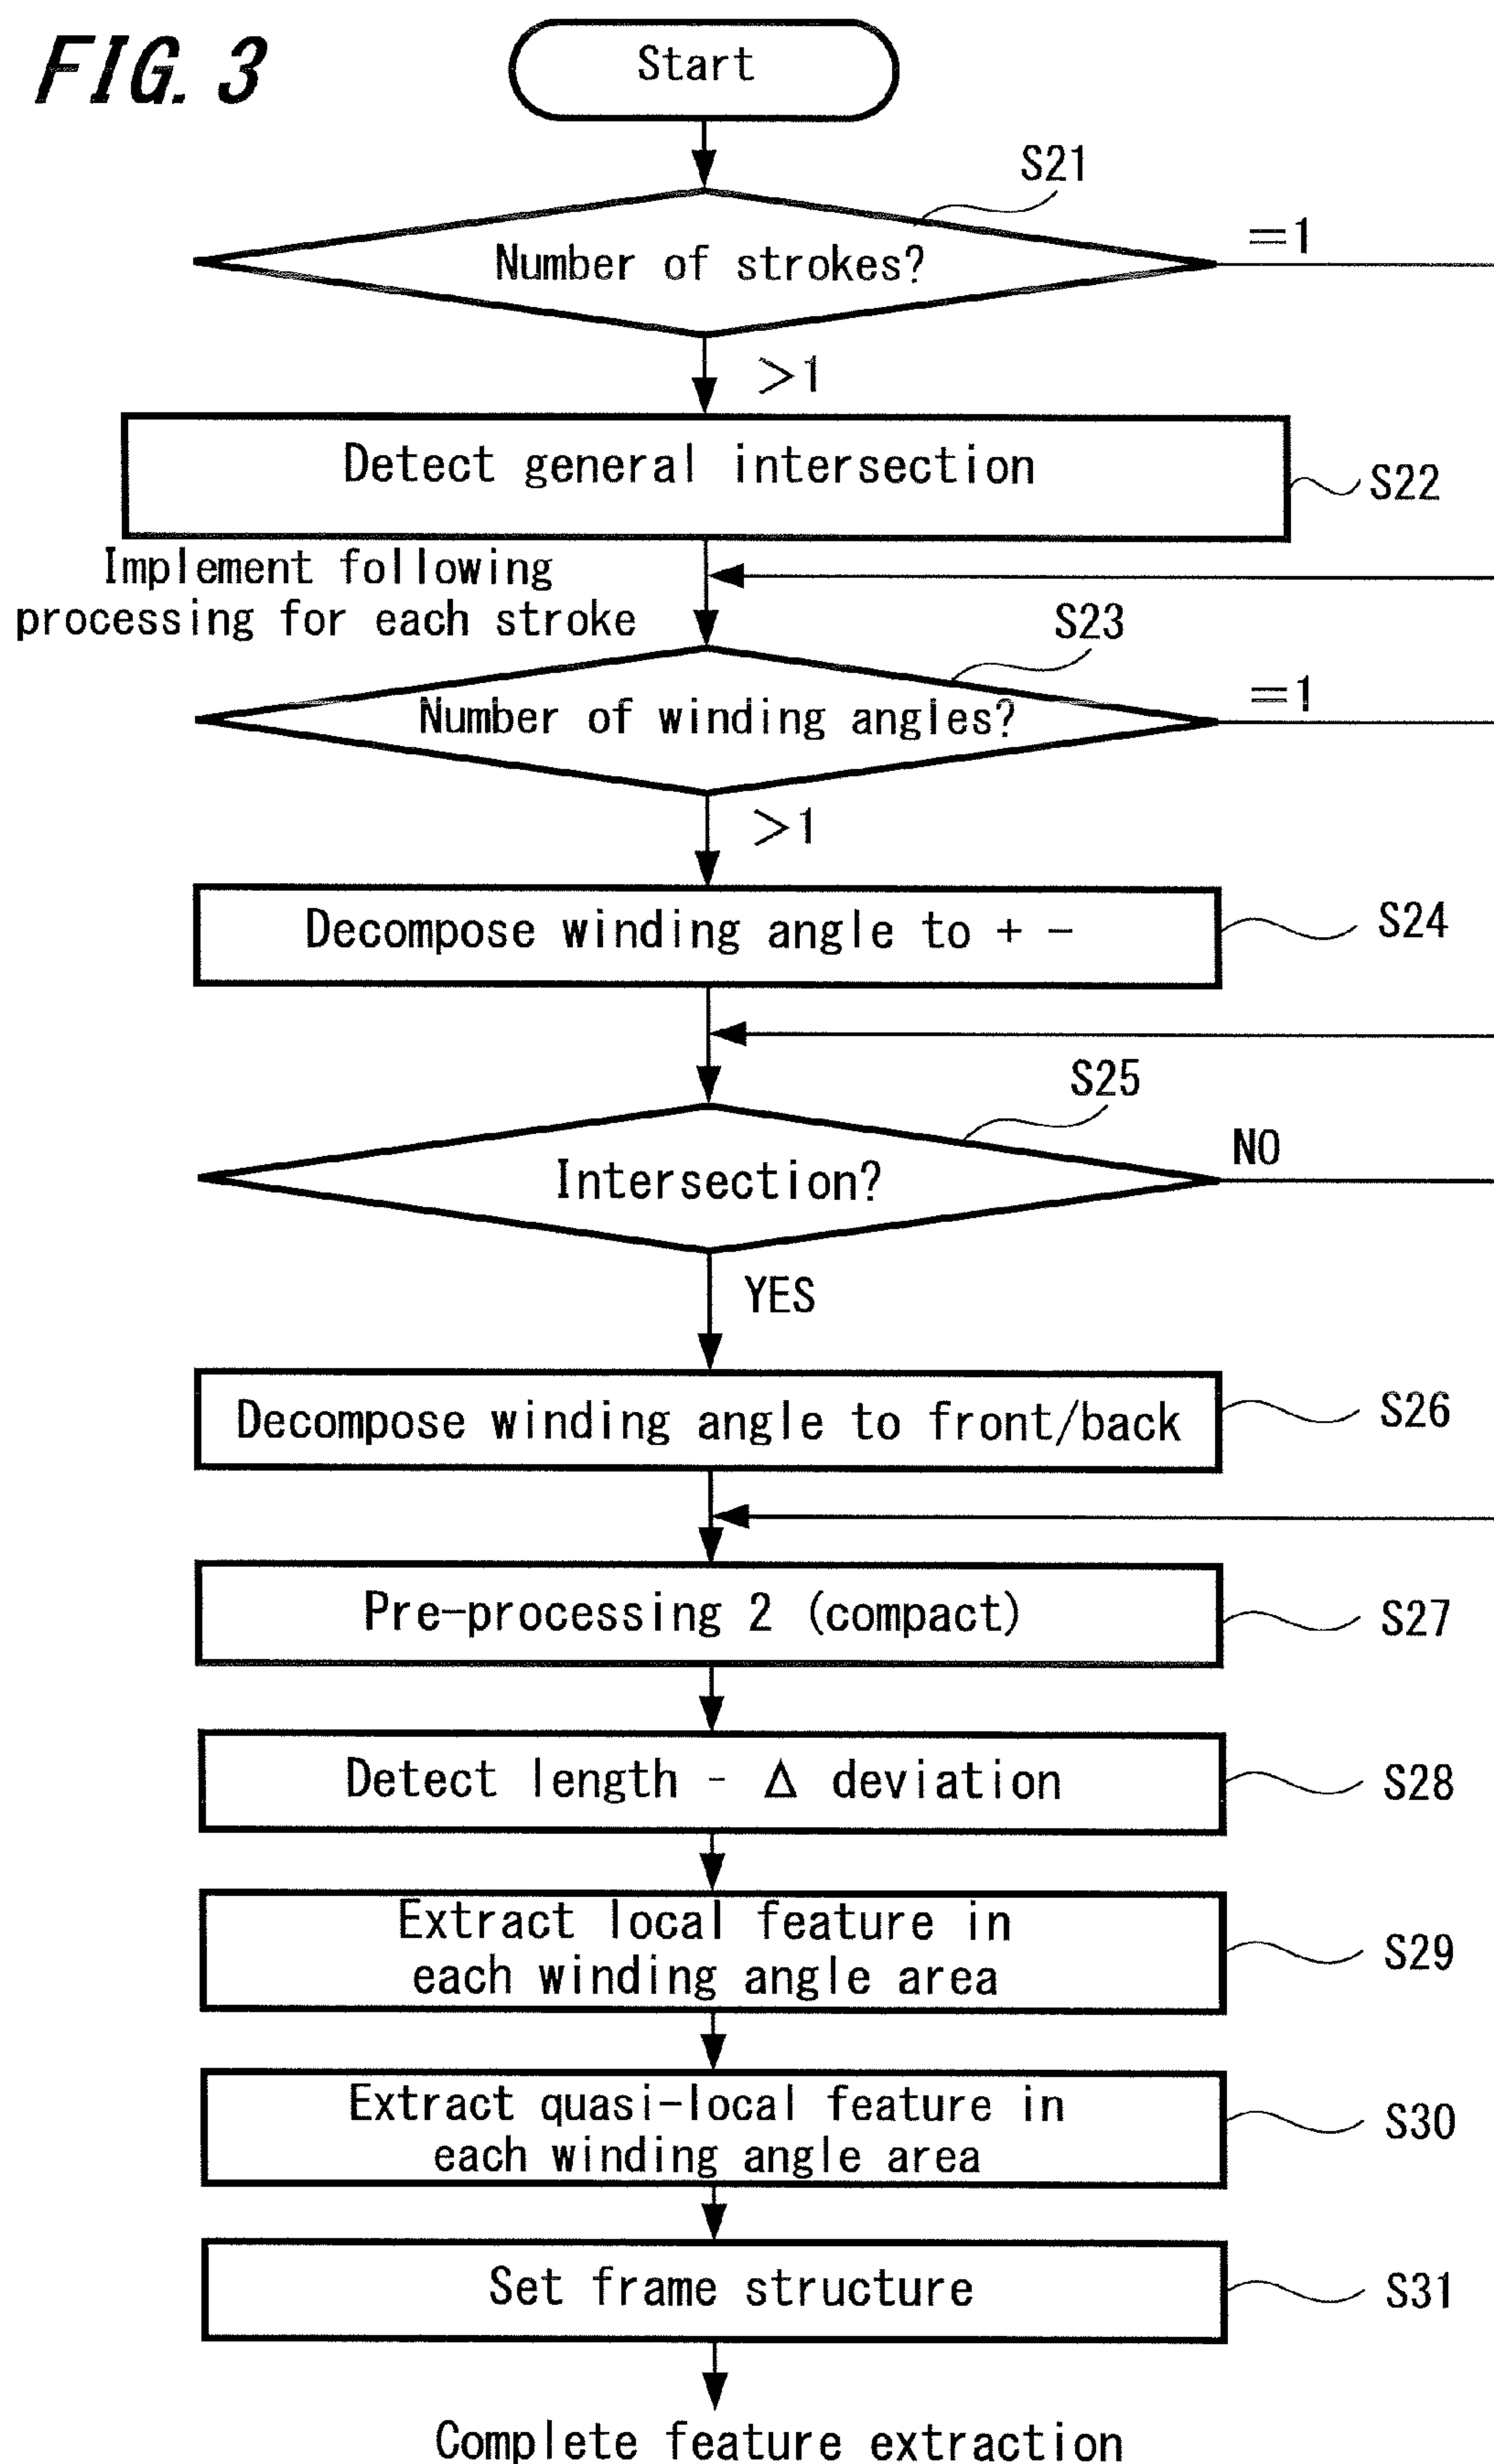 FIG. 3
Start
S21
Number of strokes?
=1
>1
Detect general intersection
S22
Implement following
processing for each stroke
S23
Number of winding angles?
=1
>1
Decompose winding angle to + -
S24
S25
Intersection?
NO
YES
Decompose winding angle to front/back
S26
Pre-processing 2 (compact)
S27
Detect length - Δ deviation
S28
Extract local feature in
each winding angle area
S29
Extract quasi-local feature in
each winding angle area
S30
Set frame structure
S31
Complete feature extraction